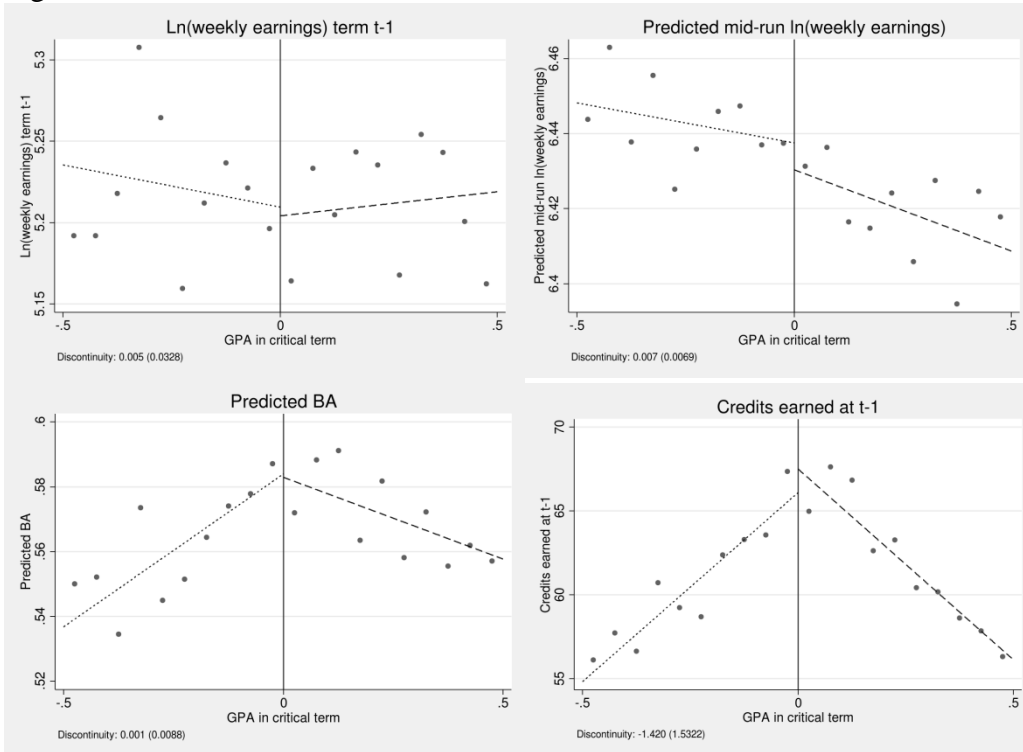 Ln(weekly earnings) term t-1
Ln(weekly earnings) term t-1
5.3
5.25
5.2
5.15
-.5
0
.5
GPA in critical term
Discontinuity: 0.005 (0.0328)
Predicted mid-run ln(weekly earnings)
Predicted mid-run ln(weekly earnings)
6.46
6.44
6.42
6.4
-.5
0
.5
GPA in critical term
Discontinuity: 0.007 (0.0069)
Predicted BA
Predicted BA
.6
.58
.56
.54
.52
-.5
0
.5
GPA in critical term
Discontinuity: 0.001 (0.0088)
Credits earned at t-1
Credits earned at t-1
70
65
60
55
-.5
0
.5
GPA in critical term
Discontinuity: -1.420 (1.5322)